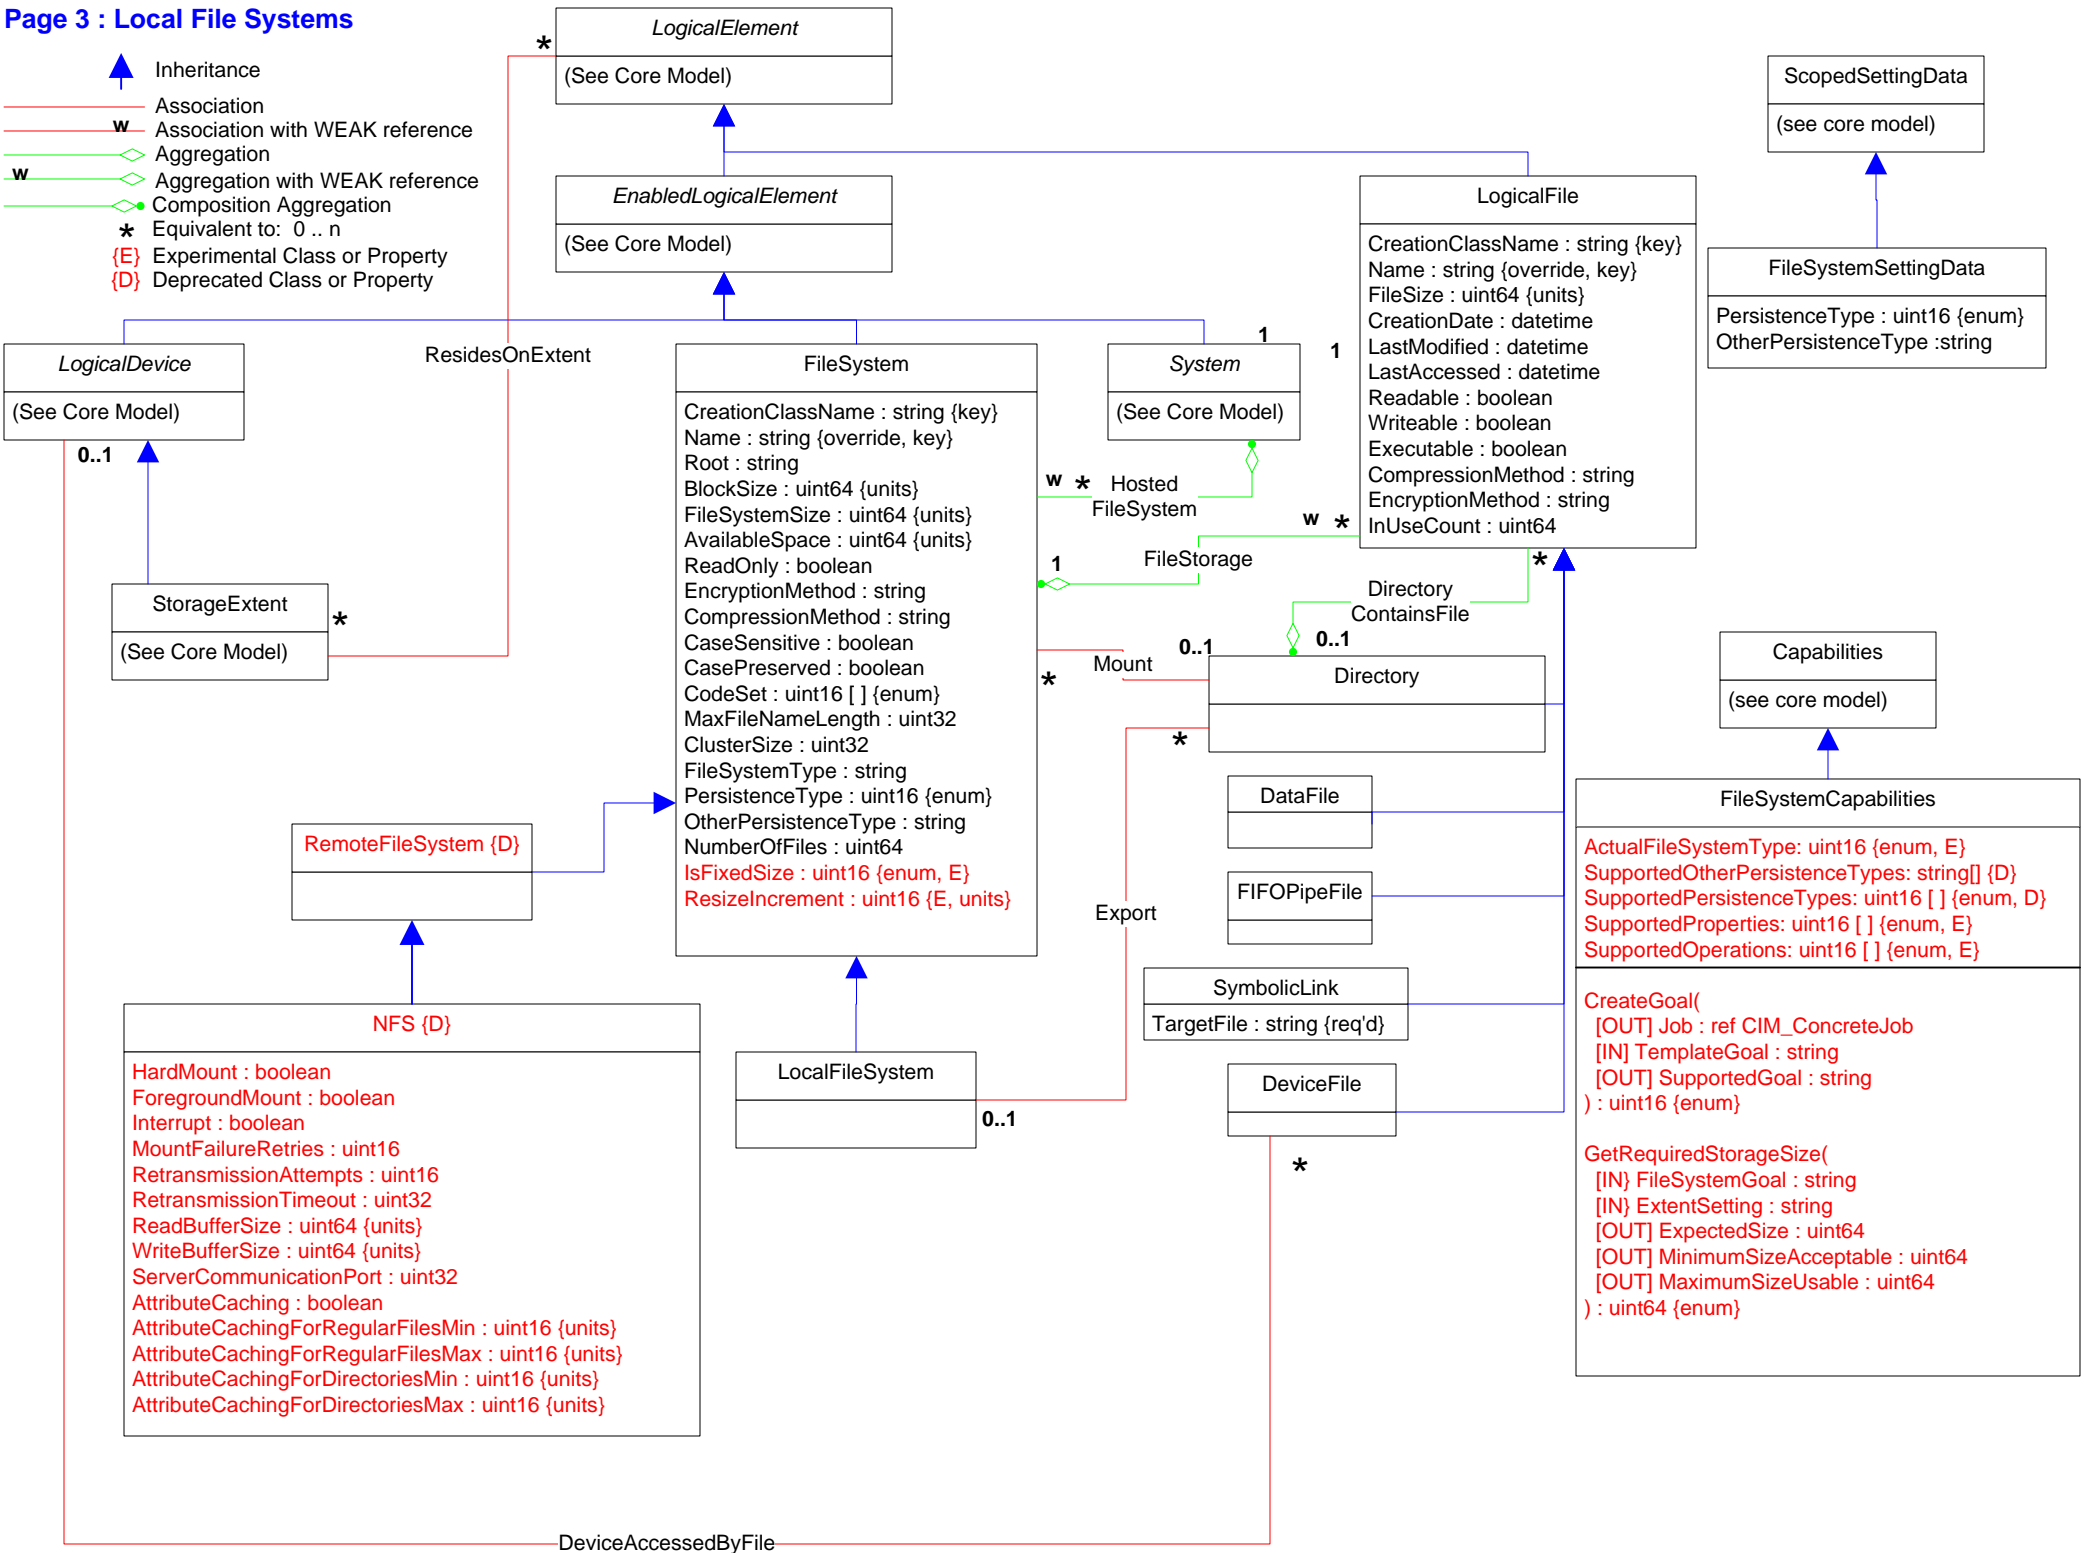 Page 3 : Local File Systems
Inheritance
Association
w
Association with WEAK reference
Aggregation
w
Aggregation with WEAK reference
Composition Aggregation
* Equivalent to: 0 .. n
{E} Experimental Class or Property
{D} Deprecated Class or Property
*
LogicalElement
(See Core Model)
ScopedSettingData
(see core model)
EnabledLogicalElement
(See Core Model)
LogicalFile
CreationClassName : string {key}
Name : string {override, key}
FileSize : uint64 {units}
CreationDate : datetime
LastModified : datetime
LastAccessed : datetime
Readable : boolean
Writeable : boolean
Executable : boolean
CompressionMethod : string
EncryptionMethod : string
InUseCount : uint64
FileSystemSettingData
PersistenceType : uint16 {enum}
OtherPersistenceType :string
LogicalDevice
(See Core Model)
0..1
ResidesOnExtent
FileSystem
CreationClassName : string {key}
Name : string {override, key}
Root : string
BlockSize : uint64 {units}
FileSystemSize : uint64 {units}
AvailableSpace : uint64 {units}
ReadOnly : boolean
EncryptionMethod : string
CompressionMethod : string
CaseSensitive : boolean
CasePreserved : boolean
CodeSet : uint16 [ ] {enum}
MaxFileNameLength : uint32
ClusterSize : uint32
FileSystemType : string
PersistenceType : uint16 {enum}
OtherPersistenceType : string
NumberOfFiles : uint64
IsFixedSize : uint16 {enum, E}
ResizeIncrement : uint16 {E, units}
1
1
System
(See Core Model)
w *
Hosted
FileSystem
w *
FileStorage
1
*
Directory
ContainsFile
0..1
StorageExtent
(See Core Model)
*
Mount
0..1
*
Directory
*
Capabilities
(see core model)
DataFile
FIFOPipeFile
Export
SymbolicLink
TargetFile : string {req'd}
DeviceFile
*
FileSystemCapabilities
ActualFileSystemType: uint16 {enum, E}
SupportedOtherPersistenceTypes: string[] {D}
SupportedPersistenceTypes: uint16 [ ] {enum, D}
SupportedProperties: uint16 [ ] {enum, E}
SupportedOperations: uint16 [ ] {enum, E}
CreateGoal(
[OUT] Job : ref CIM_ConcreteJob
[IN] TemplateGoal : string
[OUT] SupportedGoal : string
) : uint16 {enum}
GetRequiredStorageSize(
[IN} FileSystemGoal : string
[IN} ExtentSetting : string
[OUT] ExpectedSize : uint64
[OUT] MinimumSizeAcceptable : uint64
[OUT] MaximumSizeUsable : uint64
) : uint64 {enum}
RemoteFileSystem {D}
NFS {D}
HardMount : boolean
ForegroundMount : boolean
Interrupt : boolean
MountFailureRetries : uint16
RetransmissionAttempts : uint16
RetransmissionTimeout : uint32
ReadBufferSize : uint64 {units}
WriteBufferSize : uint64 {units}
ServerCommunicationPort : uint32
AttributeCaching : boolean
AttributeCachingForRegularFilesMin : uint16 {units}
AttributeCachingForRegularFilesMax : uint16 {units}
AttributeCachingForDirectoriesMin : uint16 {units}
AttributeCachingForDirectoriesMax : uint16 {units}
LocalFileSystem
0..1
DeviceAccessedByFile